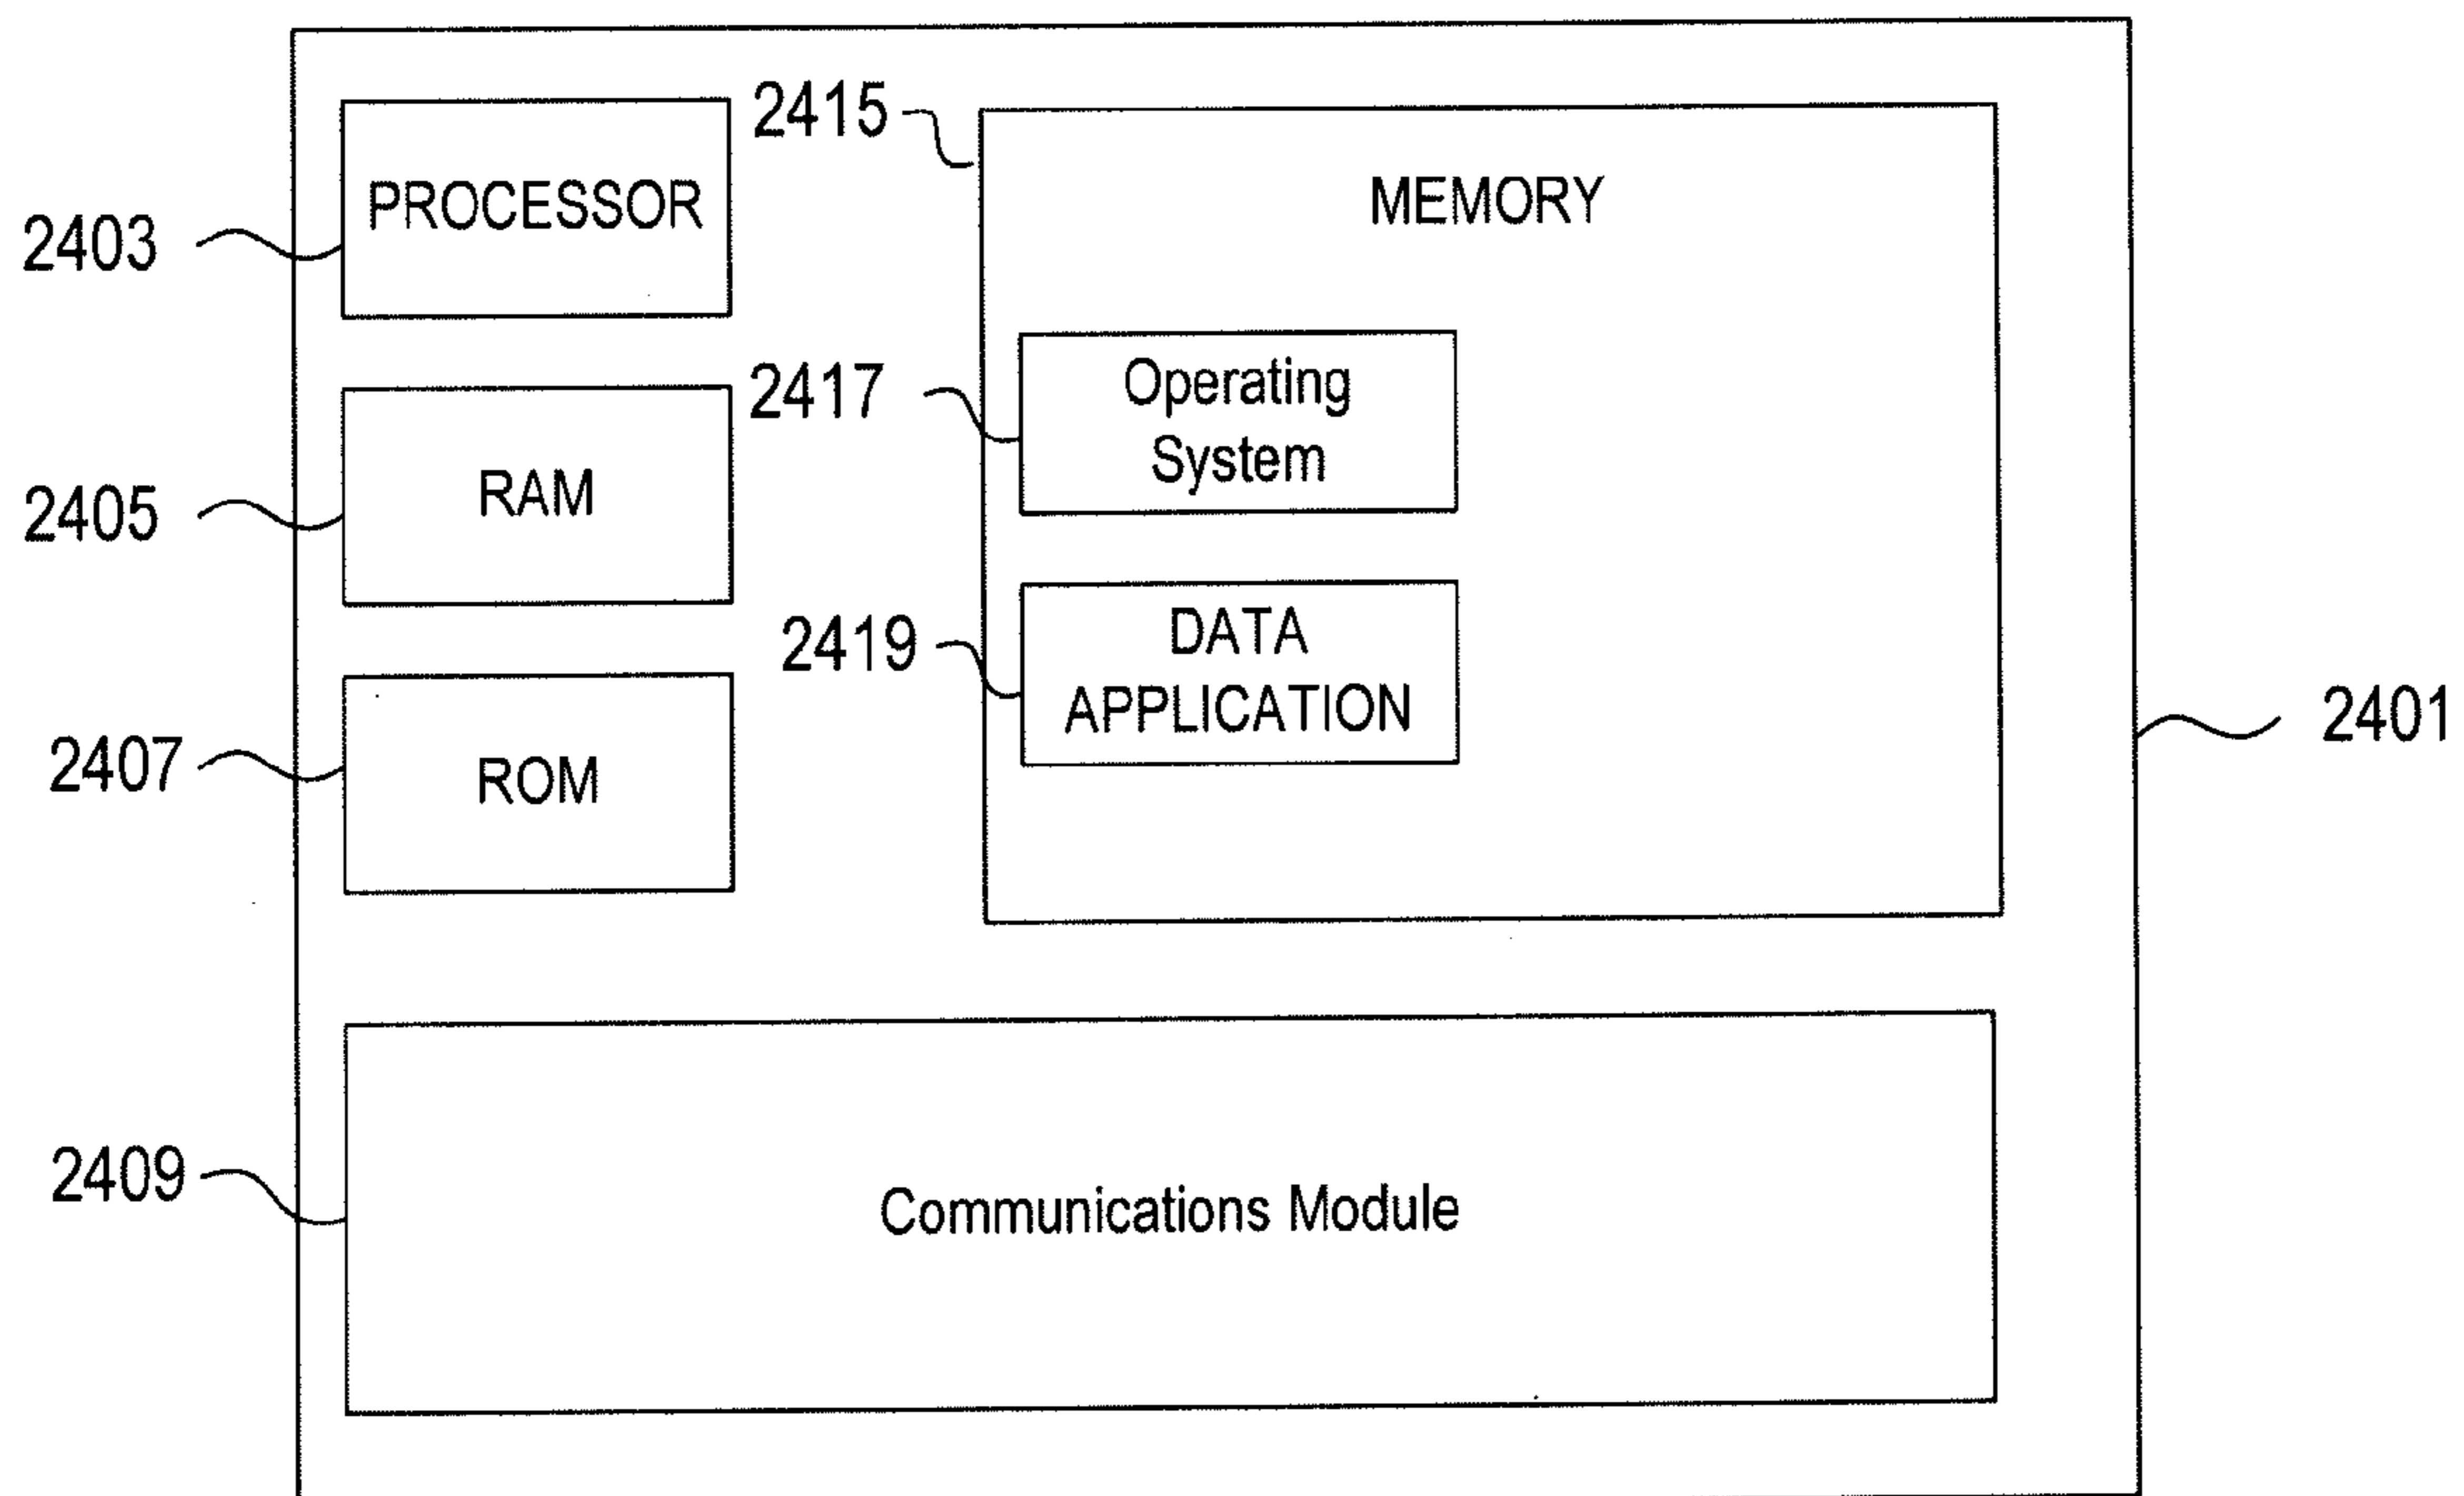 2415
PROCESSOR
MEMORY
2403
2417
Operating
System
RAM
2405
2419
DATA
APPLICATION
2401
2407
ROM
2409
Communications Module